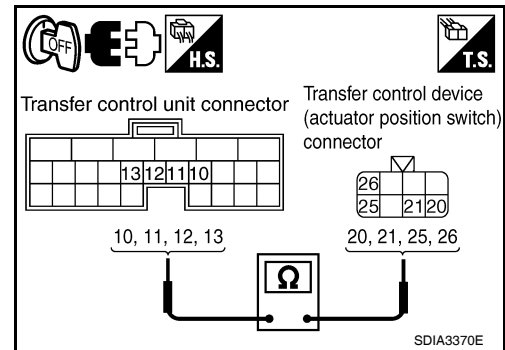 OFF
H.S.
T.S.
Transfer control unit connector
Transfer control device
(actuator position switch)
connector
13 12 11 10
26
25 21 20
10, 11, 12, 13
20, 21, 25, 26
Ω
SDIA3370E